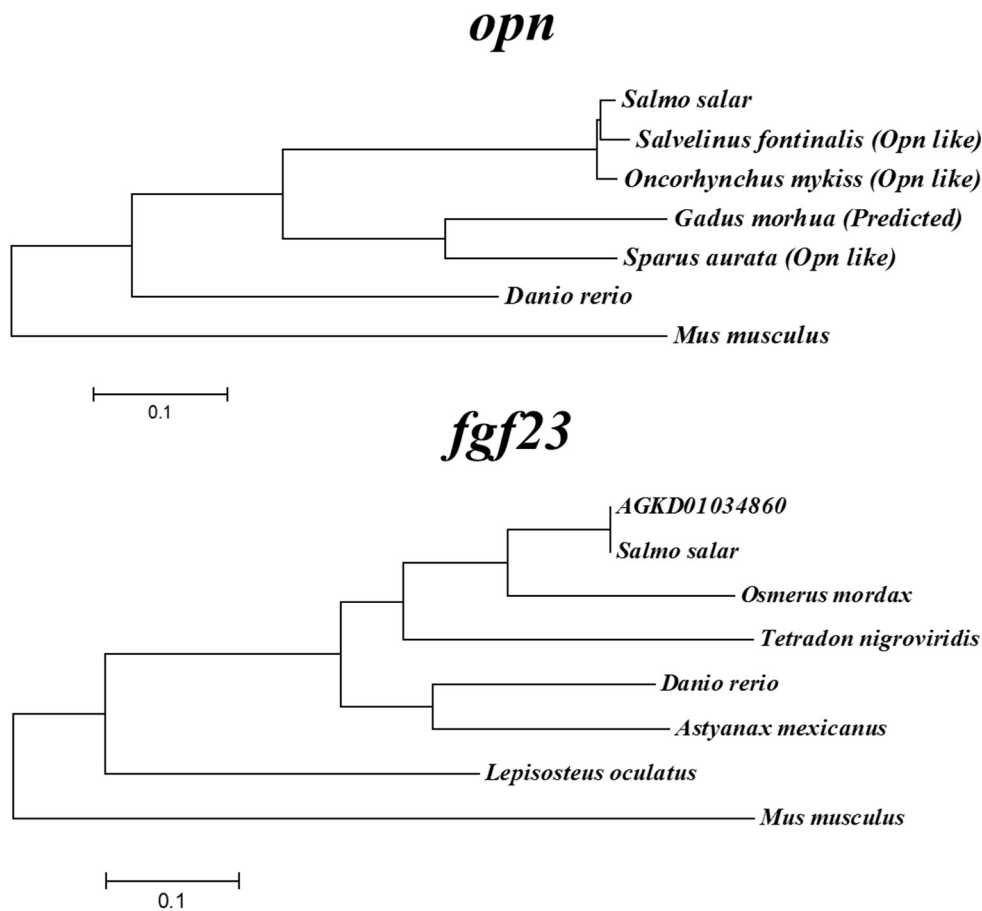 opn
Salmo salar
Salvelinus fontinalis (Opn like)
Oncorhynchus mykiss (Opn like)
Gadus morhua (Predicted)
Sparus aurata (Opn like)
Danio rerio
Mus musculus
0.1
fgf23
AGKD01034860
Salmo salar
Osmerus mordax
Tetradon nigroviridis
Danio rerio
Astyanax mexicanus
Lepisosteus oculatus
Mus musculus
0.1